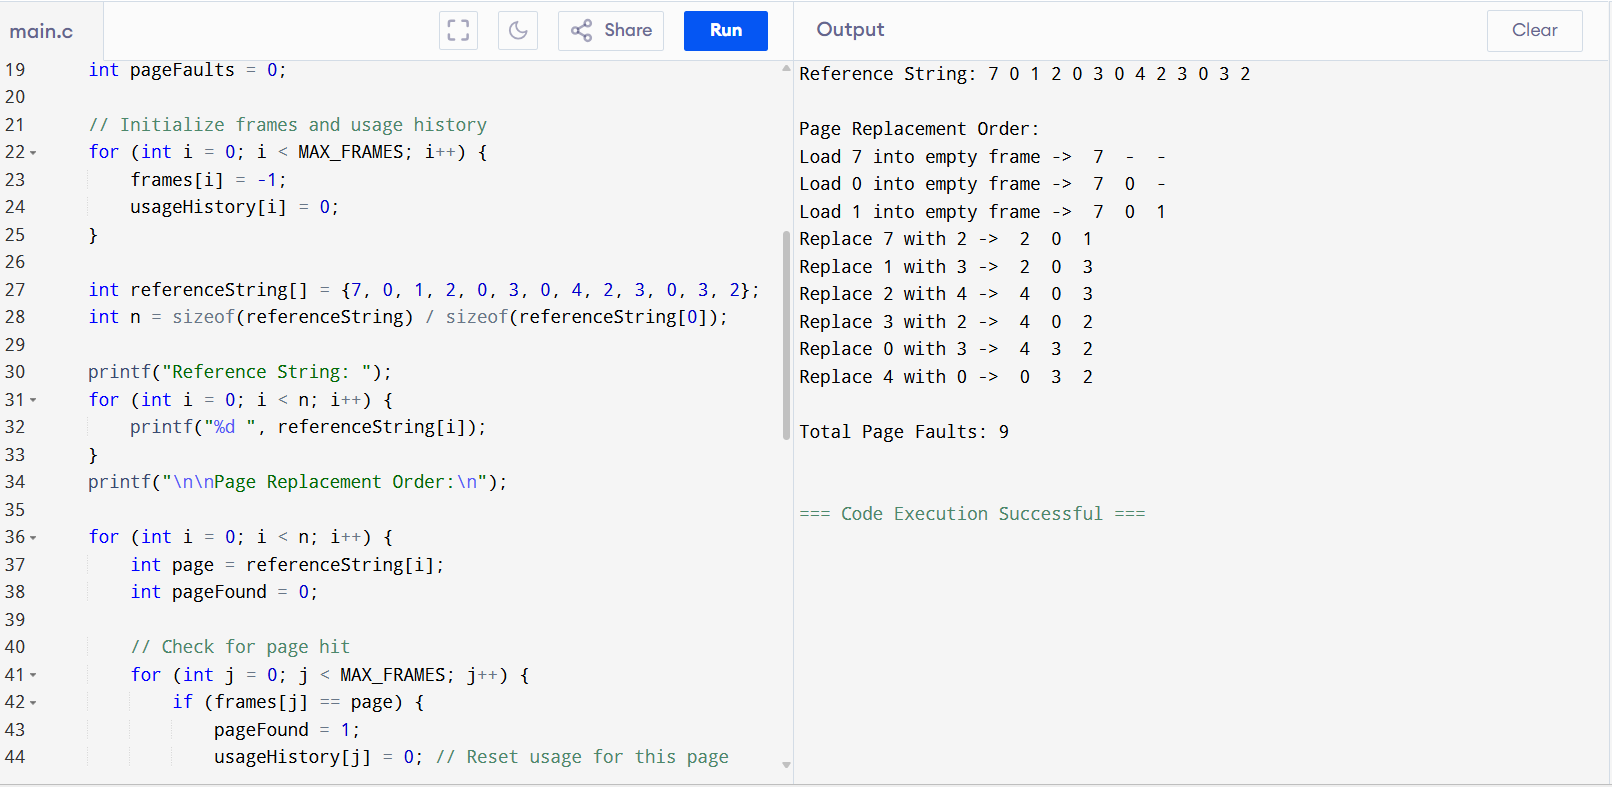 main.c
Share
Run
19 int pageFaults = 0;
20
21 // Initialize frames and usage history
22 for (int i = 0; i < MAX_FRAMES; i++) {
23 frames[i] = -1;
24 usageHistory[i] = 0;
25 }
26
27 int referenceString[] = {7, 0, 1, 2, 0, 3, 0, 4, 2, 3, 0, 3, 2};
28 int n = sizeof(referenceString) / sizeof(referenceString[0]);
29
30 printf("Reference String: ");
31 for (int i = 0; i < n; i++) {
32 printf("%d ", referenceString[i]);
33 }
34 printf("\n\nPage Replacement Order:\n");
35
36 for (int i = 0; i < n; i++) {
37 int page = referenceString[i];
38 int pageFound = 0;
39
40 // Check for page hit
41 for (int j = 0; j < MAX_FRAMES; j++) {
42 if (frames[j] == page) {
43 pageFound = 1;
44 usageHistory[j] = 0; // Reset usage for this page
Output
Clear
Reference String: 7 0 1 2 0 3 0 4 2 3 0 3 2
Page Replacement Order:
Load 7 into empty frame -> 7 - -
Load 0 into empty frame -> 7 0 -
Load 1 into empty frame -> 7 0 1
Replace 7 with 2 -> 2 0 1
Replace 1 with 3 -> 2 0 3
Replace 2 with 4 -> 4 0 3
Replace 3 with 2 -> 4 0 2
Replace 0 with 3 -> 4 3 2
Replace 4 with 0 -> 0 3 2
Total Page Faults: 9
=== Code Execution Successful ===